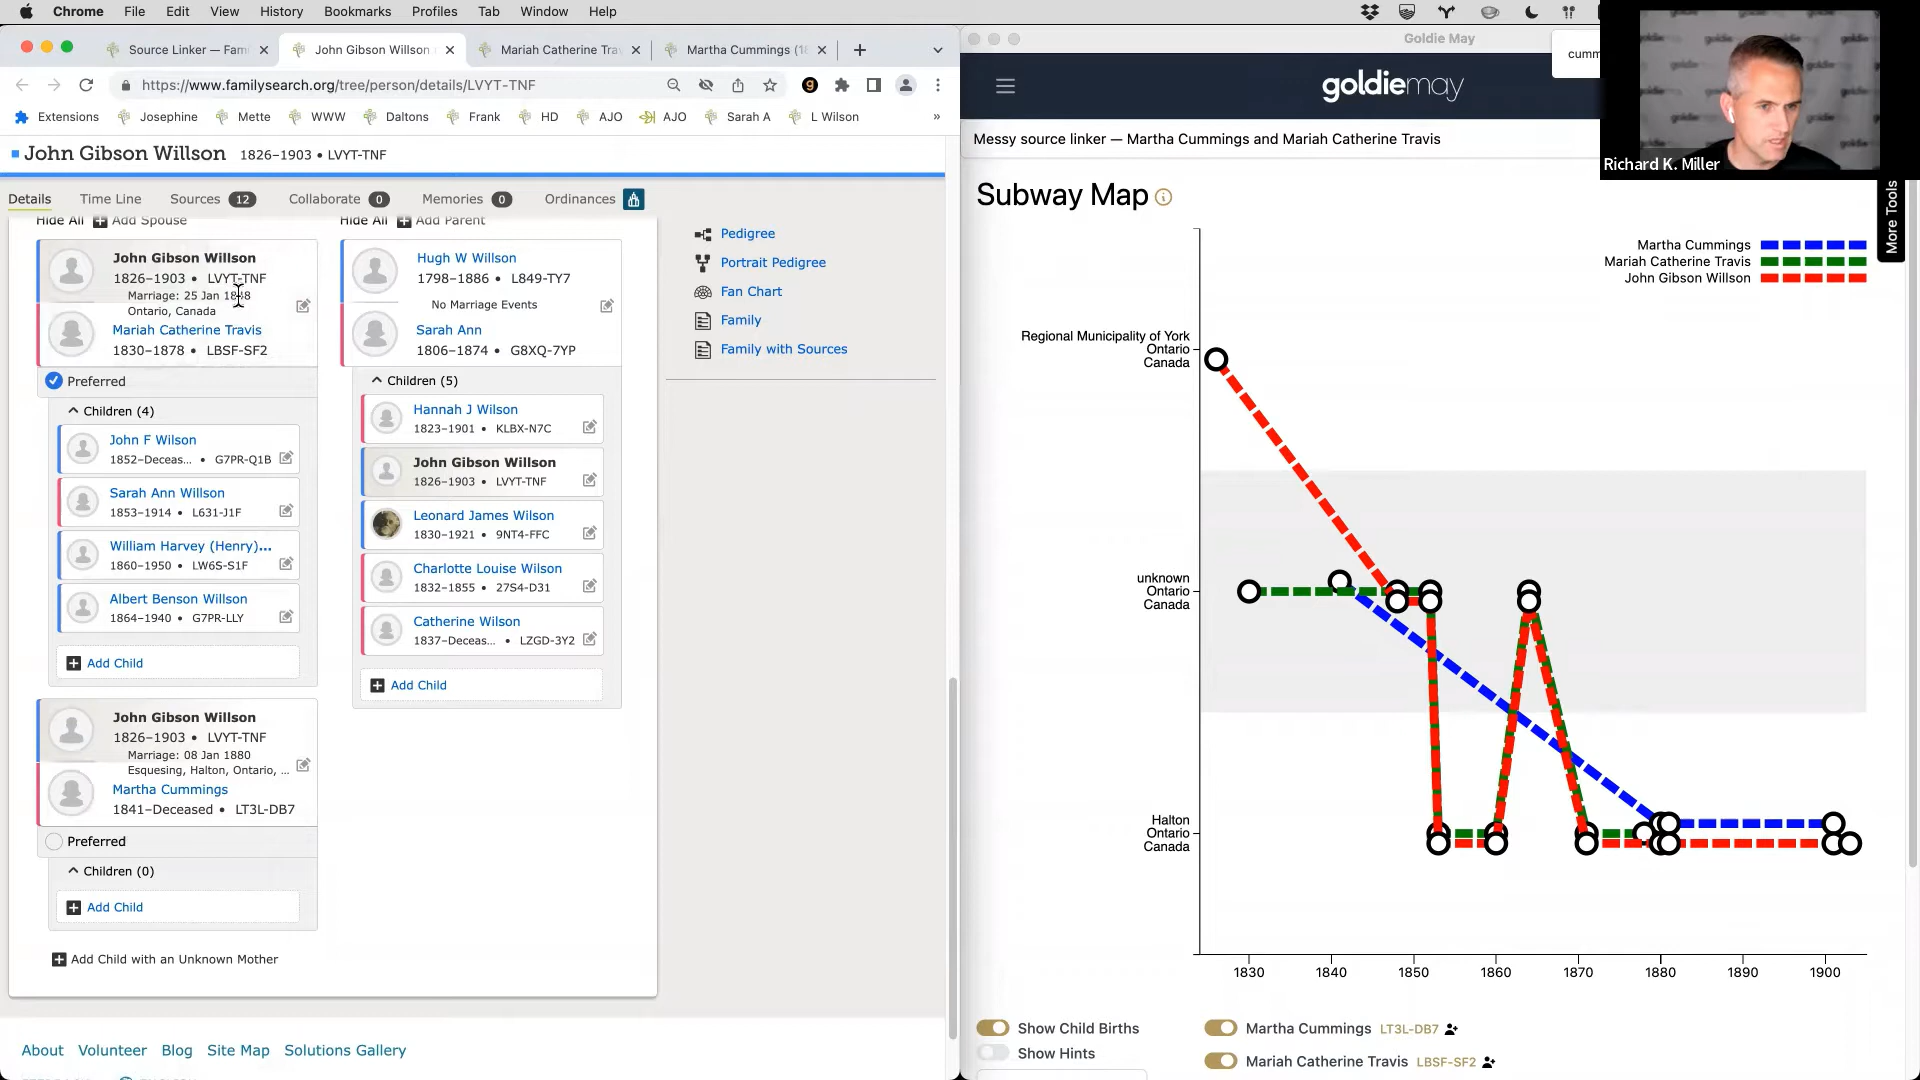 Chrome File Edit View History Bookmarks Profiles Tab Window Help
Source Linker — Fam
John Gibson Willson
Mariah Catherine Tra
Martha Cummings (18
https://www.familysearch.org/tree/person/details/LVYT-TNF
Extensions Josephine Mette WWW Daltons Frank HD AJO AJO Sarah A L Wilson »
John Gibson Willson 1826–1903 • LVYT-TNF
Details Time Line Sources 12 Collaborate 0 Memories 0 Ordinances
Hide All Add Spouse
John Gibson Willson
1826–1903 • LVYT-TNF
Marriage: 25 Jan 1848
Ontario, Canada
Mariah Catherine Travis
1830–1878 • LBSF-SF2
Preferred
Children (4)
John F Wilson
1852–Deceas... • G7PR-Q1B
Sarah Ann Willson
1853–1914 • L631-J1F
William Harvey (Henry)...
1860–1950 • LW6S-S1F
Albert Benson Willson
1864–1940 • G7PR-LLY
Add Child
John Gibson Willson
1826–1903 • LVYT-TNF
Marriage: 08 Jan 1880
Esquesing, Halton, Ontario, ...
Martha Cummings
1841–Deceased • LT3L-DB7
Preferred
Children (0)
Add Child
Add Child with an Unknown Mother
Hide All Add Parent
Hugh W Willson
1798–1886 • L849-TY7
No Marriage Events
Sarah Ann
1806–1874 • G8XQ-7YP
Children (5)
Hannah J Wilson
1823–1901 • KLBX-N7C
John Gibson Willson
1826–1903 • LVYT-TNF
Leonard James Wilson
1830–1921 • 9NT4-FFC
Charlotte Louise Wilson
1832–1855 • 27S4-D31
Catherine Wilson
1837–Deceas... • LZGD-3Y2
Add Child
Pedigree
Portrait Pedigree
Fan Chart
Family
Family with Sources
About Volunteer Blog Site Map Solutions Gallery
Goldie May
cumm
goldiemay
goldie
Richard K. Miller
Messy source linker — Martha Cummings and Mariah Catherine Travis
More Tools
Subway Map
Martha Cummings
Mariah Catherine Travis
John Gibson Willson
Regional Municipality of York
Ontario
Canada
unknown
Ontario
Canada
Halton
Ontario
Canada
1830 1840 1850 1860 1870 1880 1890 1900
Show Child Births
Show Hints
Martha Cummings LT3L-DB7
Mariah Catherine Travis LBSF-SF2